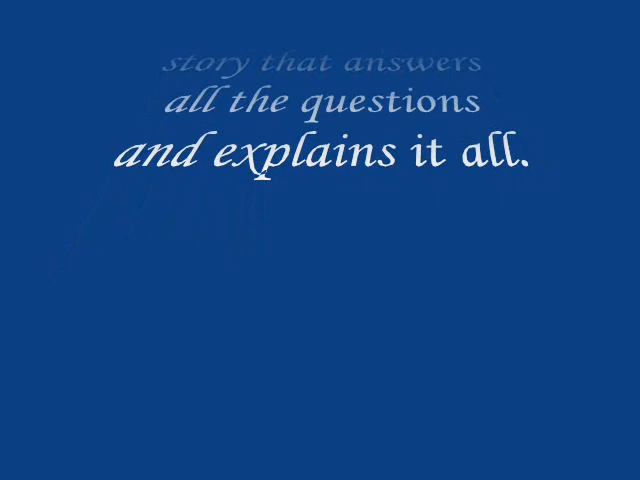 story that answers
all the questions
and explains it all.